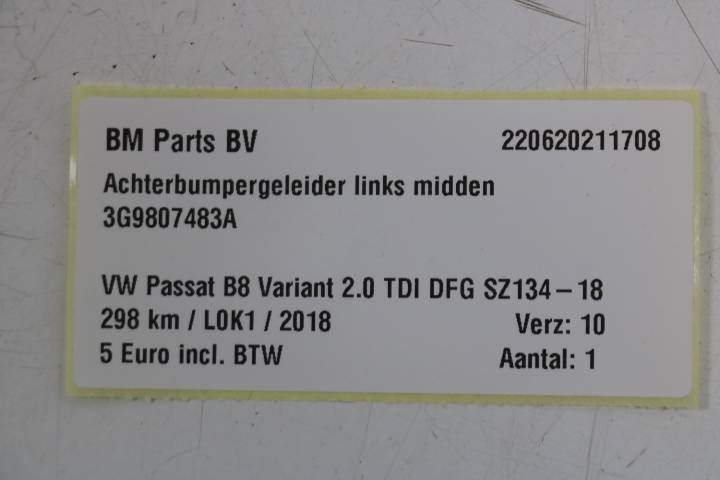 BM Parts BV 220620211708
Achterbumpergeleider links midden
3G9807483A
VW Passat B8 Variant 2.0 TDI DFG SZ134-18
298 km / L0K1 / 2018 Verz: 10
5 Euro incl. BTW Aantal: 1